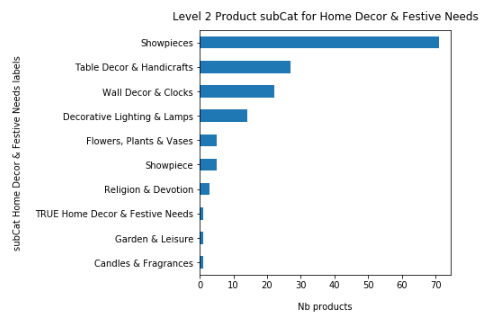 Level 2 Product subCat for Home Decor & Festive Needs
subCat Home Decor & Festive Needs labels
Showpieces
Table Decor & Handicrafts
Wall Decor & Clocks
Decorative Lighting & Lamps
Flowers, Plants & Vases
Showpiece
Religion & Devotion
TRUE Home Decor & Festive Needs
Garden & Leisure
Candles & Fragrances
0 10 20 30 40 50 60 70
Nb products